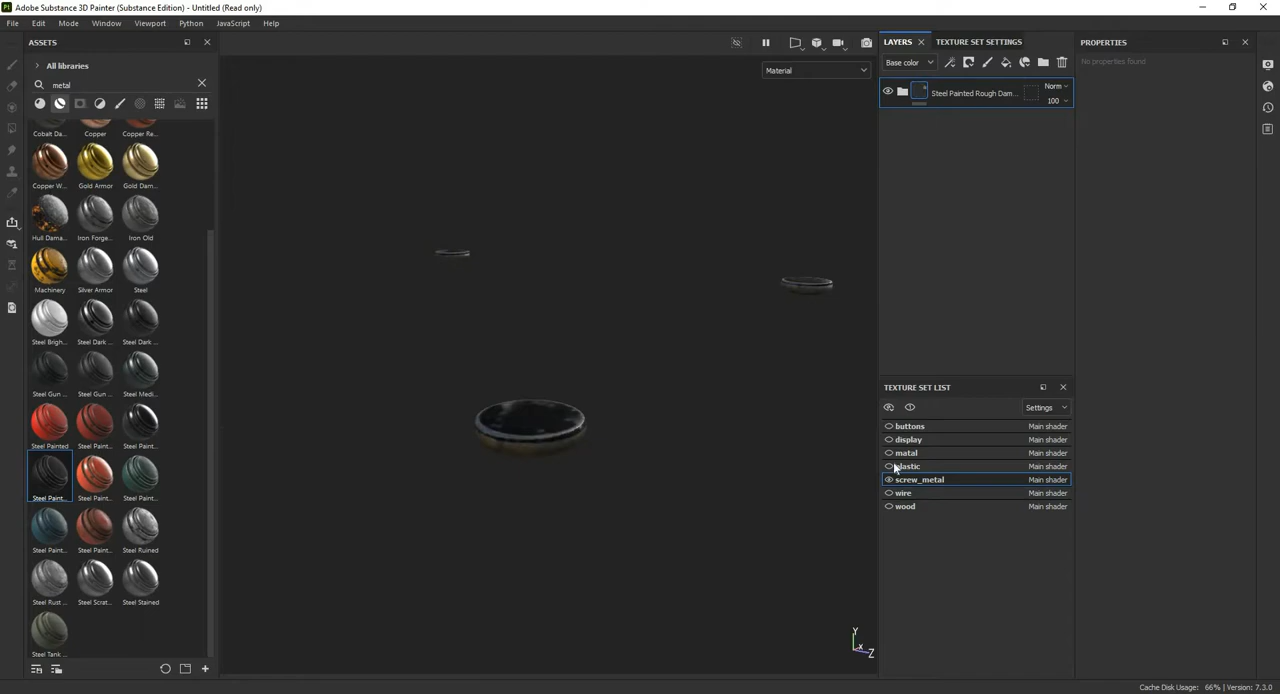 Adobe Substance 3D Painter (Substance Edition) - Untitled (Read only)
File Edit Mode Window Viewport Python JavaScript Help
ASSETS
All libraries
metal
Cobalt Da... Copper Copper Re...
Copper W... Gold Armor Gold Dam...
Hull Dama... Iron Forge... Iron Old
Machinery Silver Armor Steel
Steel Brigh... Steel Dark ... Steel Dark ...
Steel Gun ... Steel Gun ... Steel Medi...
Steel Painted Steel Paint... Steel Paint...
Steel Paint... Steel Paint... Steel Paint...
Steel Paint... Steel Paint... Steel Ruined
Steel Rust ... Steel Scrat... Steel Stained
Steel Tank ...
Material
LAYERS TEXTURE SET SETTINGS
Base color
Steel Painted Rough Dam... Norm
100
TEXTURE SET LIST
Settings
buttons Main shader
display Main shader
matal Main shader
lastic Main shader
screw_metal Main shader
wire Main shader
wood Main shader
PROPERTIES
No properties found
Y
X
Z
Cache Disk Usage: 66% | Version: 7.3.0